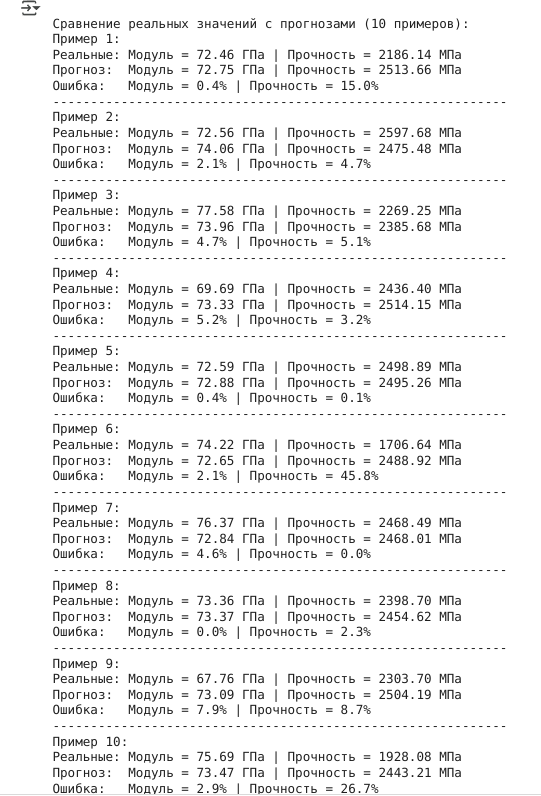 Сравнение реальных значений с прогнозами (10 примеров):
Пример 1:
Реальные: Модуль = 72.46 ГПа | Прочность = 2186.14 МПа
Прогноз:  Модуль = 72.75 ГПа | Прочность = 2513.66 МПа
Ошибка:   Модуль = 0.4% | Прочность = 15.0%
------------------------------------------------------------
Пример 2:
Реальные: Модуль = 72.56 ГПа | Прочность = 2597.68 МПа
Прогноз:  Модуль = 74.06 ГПа | Прочность = 2475.48 МПа
Ошибка:   Модуль = 2.1% | Прочность = 4.7%
------------------------------------------------------------
Пример 3:
Реальные: Модуль = 77.58 ГПа | Прочность = 2269.25 МПа
Прогноз:  Модуль = 73.96 ГПа | Прочность = 2385.68 МПа
Ошибка:   Модуль = 4.7% | Прочность = 5.1%
------------------------------------------------------------
Пример 4:
Реальные: Модуль = 69.69 ГПа | Прочность = 2436.40 МПа
Прогноз:  Модуль = 73.33 ГПа | Прочность = 2514.15 МПа
Ошибка:   Модуль = 5.2% | Прочность = 3.2%
------------------------------------------------------------
Пример 5:
Реальные: Модуль = 72.59 ГПа | Прочность = 2498.89 МПа
Прогноз:  Модуль = 72.88 ГПа | Прочность = 2495.26 МПа
Ошибка:   Модуль = 0.4% | Прочность = 0.1%
------------------------------------------------------------
Пример 6:
Реальные: Модуль = 74.22 ГПа | Прочность = 1706.64 МПа
Прогноз:  Модуль = 72.65 ГПа | Прочность = 2488.92 МПа
Ошибка:   Модуль = 2.1% | Прочность = 45.8%
------------------------------------------------------------
Пример 7:
Реальные: Модуль = 76.37 ГПа | Прочность = 2468.49 МПа
Прогноз:  Модуль = 72.84 ГПа | Прочность = 2468.01 МПа
Ошибка:   Модуль = 4.6% | Прочность = 0.0%
------------------------------------------------------------
Пример 8:
Реальные: Модуль = 73.36 ГПа | Прочность = 2398.70 МПа
Прогноз:  Модуль = 73.37 ГПа | Прочность = 2454.62 МПа
Ошибка:   Модуль = 0.0% | Прочность = 2.3%
------------------------------------------------------------
Пример 9:
Реальные: Модуль = 67.76 ГПа | Прочность = 2303.70 МПа
Прогноз:  Модуль = 73.09 ГПа | Прочность = 2504.19 МПа
Ошибка:   Модуль = 7.9% | Прочность = 8.7%
------------------------------------------------------------
Пример 10:
Реальные: Модуль = 75.69 ГПа | Прочность = 1928.08 МПа
Прогноз:  Модуль = 73.47 ГПа | Прочность = 2443.21 МПа
Ошибка:   Модуль = 2.9% | Прочность = 26.7%